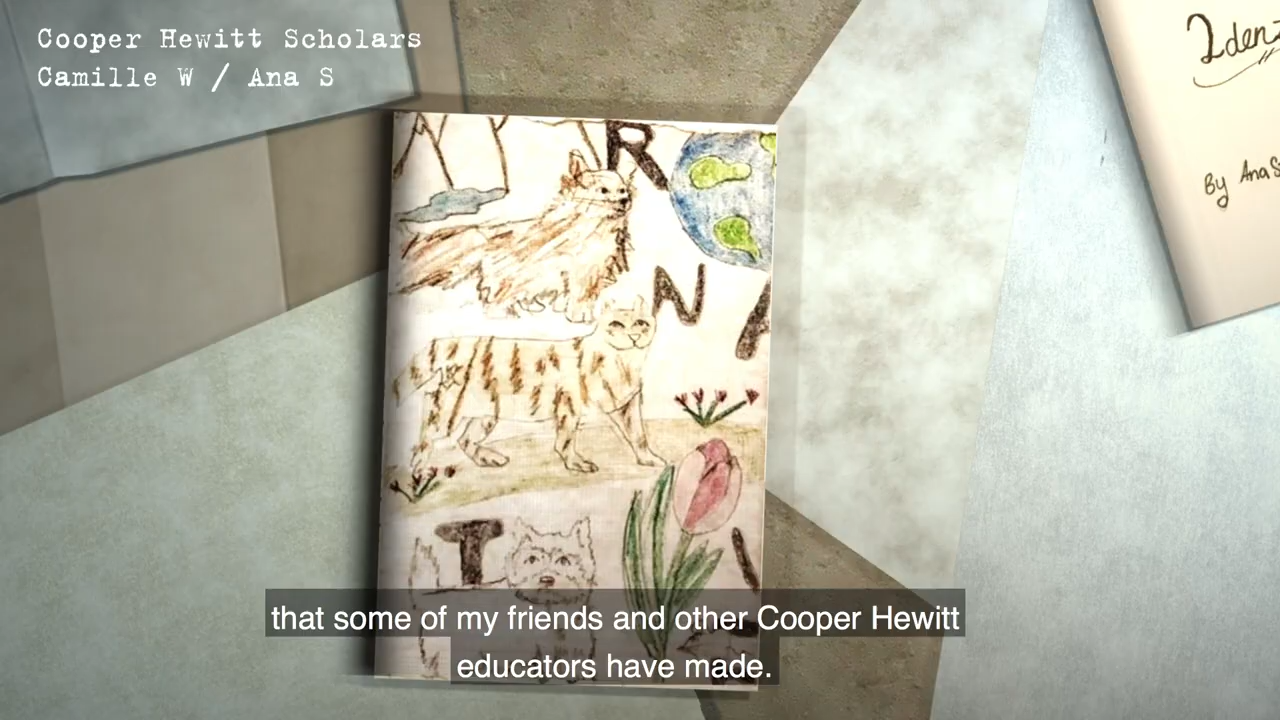 Cooper Hewitt Scholars
Camille W / Ana S
R
N
I
By Ana S
that some of my friends and other Cooper Hewitt
educators have made.